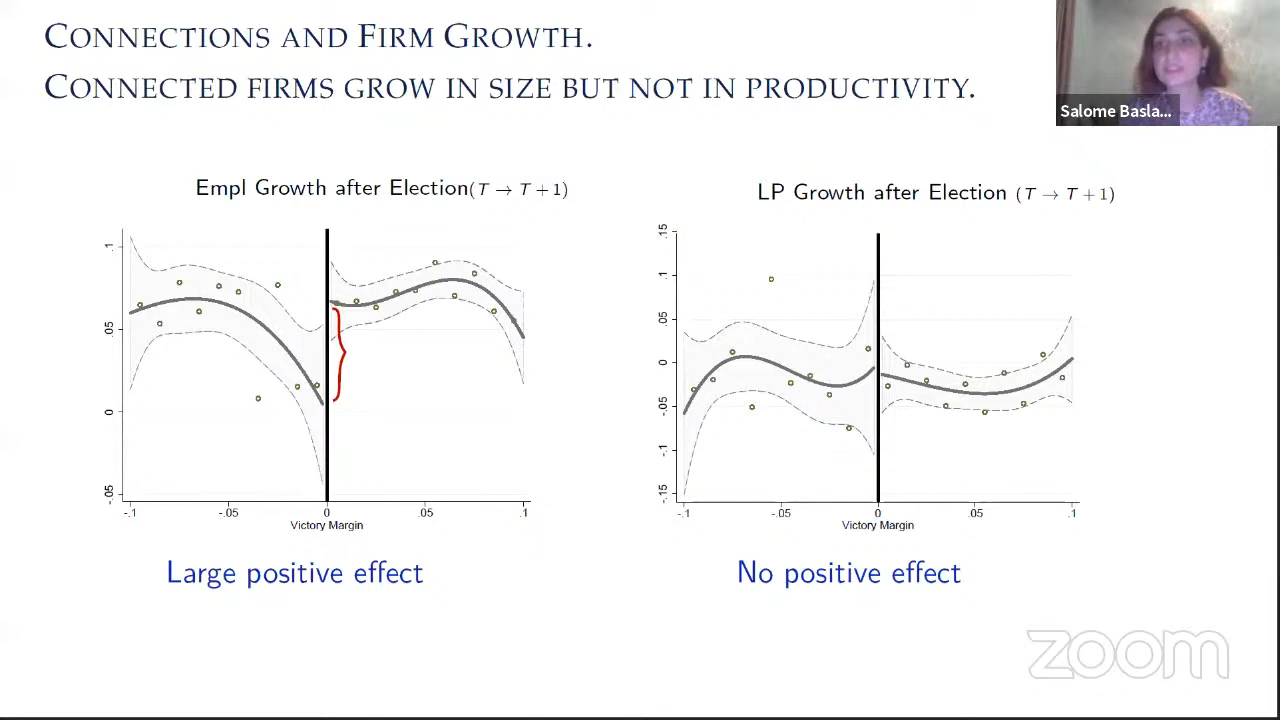 CONNECTIONS AND FIRM GROWTH.
CONNECTED FIRMS GROW IN SIZE BUT NOT IN PRODUCTIVITY.
Salome Basla...
Empl Growth after Election(T → T + 1)
.1
.05
0
-.05
-.1
-.05
0
.05
.1
Victory Margin
Large positive effect
LP Growth after Election (T → T + 1)
.15
.1
.05
0
-.05
-.1
-.15
-.1
-.05
0
.05
.1
Victory Margin
No positive effect
zoom